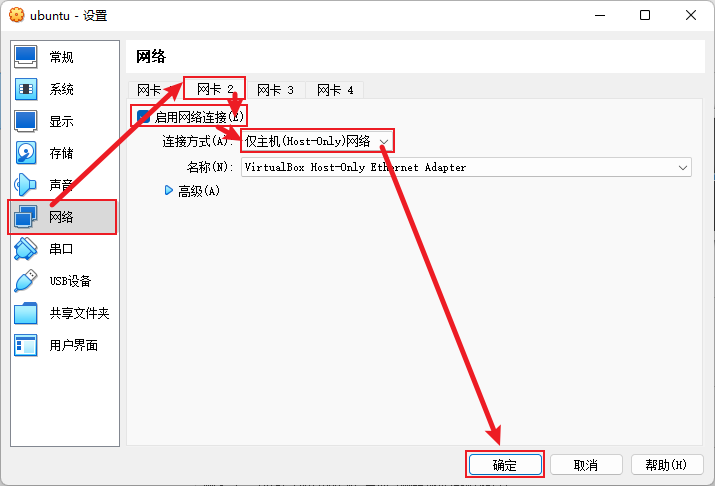 ubuntu - 设置
常规
系统
显示
存储
声音
网络
串口
USB设备
共享文件夹
用户界面
网络
网卡 网卡 2 网卡 3 网卡 4
启用网络连接(E)
连接方式(A): 仅主机(Host-Only)网络
名称(N): VirtualBox Host-Only Ethernet Adapter
高级(A)
确定 取消 帮助(H)